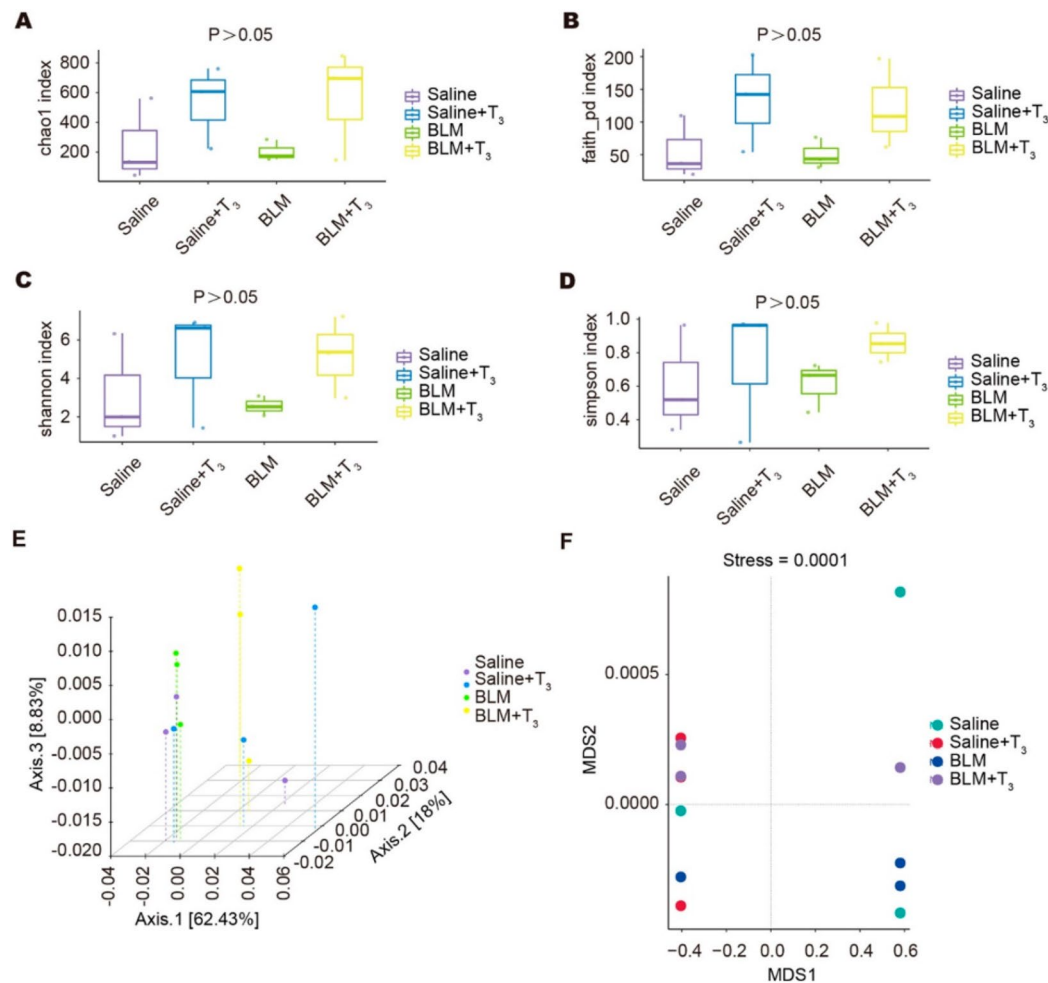 A
P>0.05
chao1 index
800
600
400
200
Saline
Saline+T₃
BLM
BLM+T₃
Saline
Saline+T₃
BLM
BLM+T₃
B
P>0.05
faith_pd index
200
150
100
50
Saline
Saline+T₃
BLM
BLM+T₃
Saline
Saline+T₃
BLM
BLM+T₃
C
P>0.05
shannon index
6
4
2
Saline
Saline+T₃
BLM
BLM+T₃
Saline
Saline+T₃
BLM
BLM+T₃
D
P>0.05
simpson index
1.0
0.8
0.6
0.4
Saline
Saline+T₃
BLM
BLM+T₃
Saline
Saline+T₃
BLM
BLM+T₃
E
Axis.3 [8.83%]
0.015
0.010
0.005
0.000
-0.005
-0.010
-0.015
-0.020
-0.04
-0.02
0.00
0.02
0.04
0.06
Axis.1 [62.43%]
-0.02
-0.01
0.00
0.01
0.02
0.03
0.04
Axis.2 [18%]
Saline
Saline+T₃
BLM
BLM+T₃
F
Stress = 0.0001
MDS2
0.0005
0.0000
−0.4
−0.2
0.0
0.2
0.4
0.6
MDS1
Saline
Saline+T₃
BLM
BLM+T₃